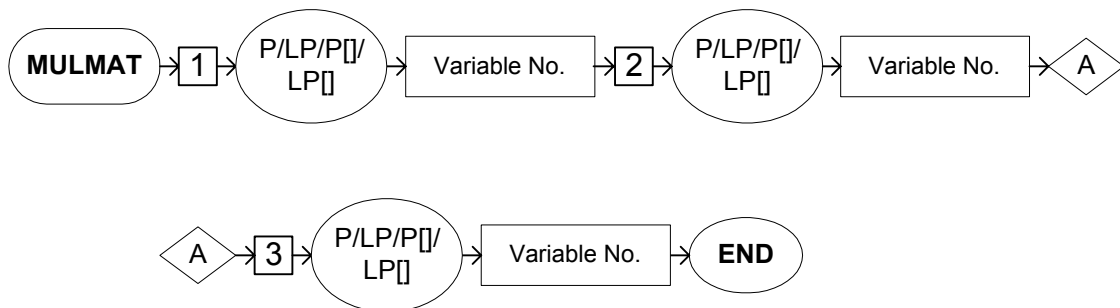 MULMAT
1
P/LP/P[]/
LP[]
Variable No.
2
P/LP/P[]/
LP[]
Variable No.
A
A
3
P/LP/P[]/
LP[]
Variable No.
END